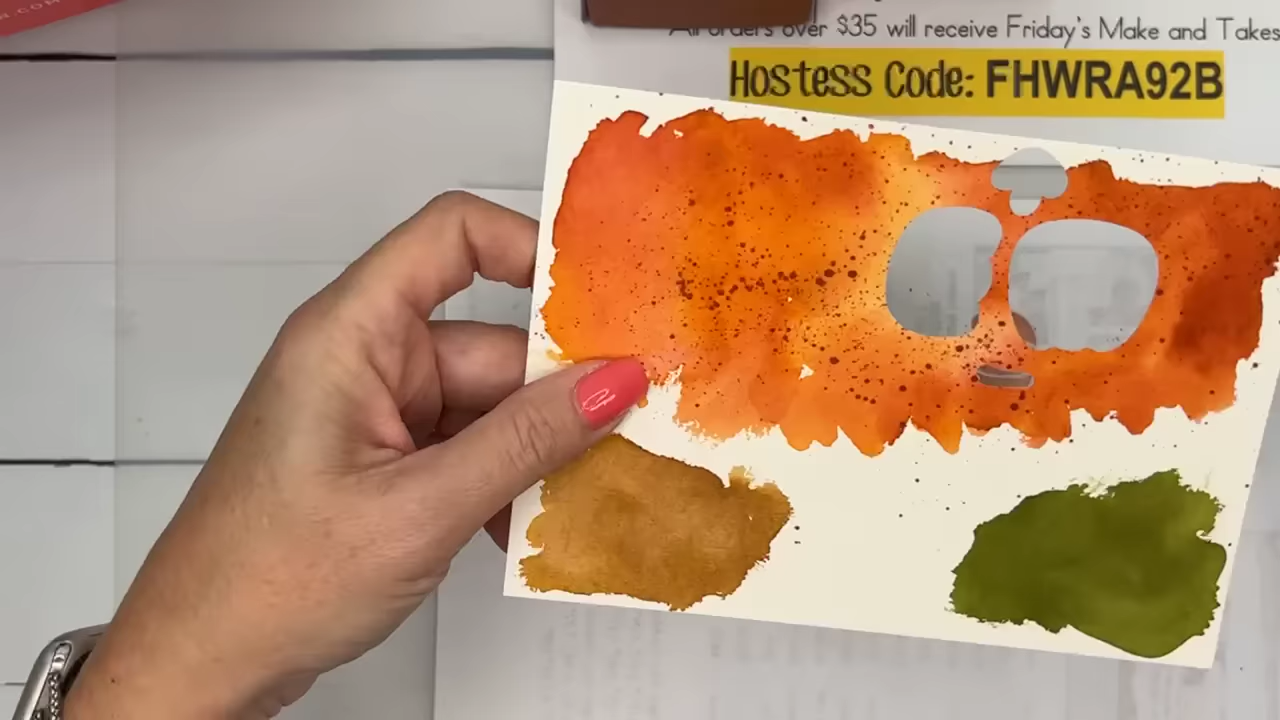 All orders over $35 will receive Friday's Make and Takes
Hostess Code: FHWRA92B